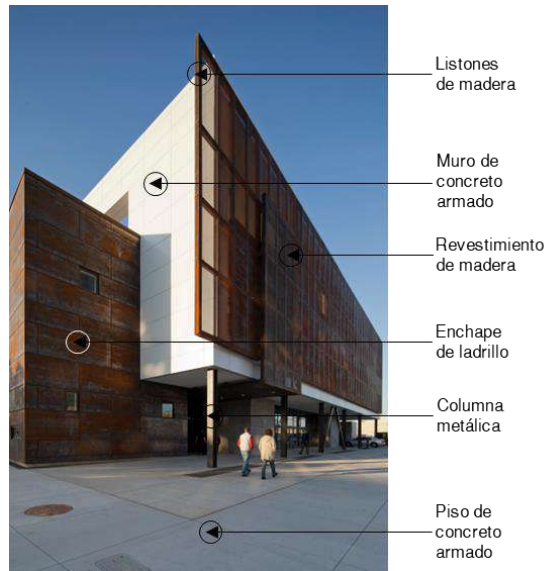 Listones
de madera
Muro de
concreto
armado
Revestimiento
de madera
Enchape
de ladrillo
Columna
metálica
Piso de
concreto
armado